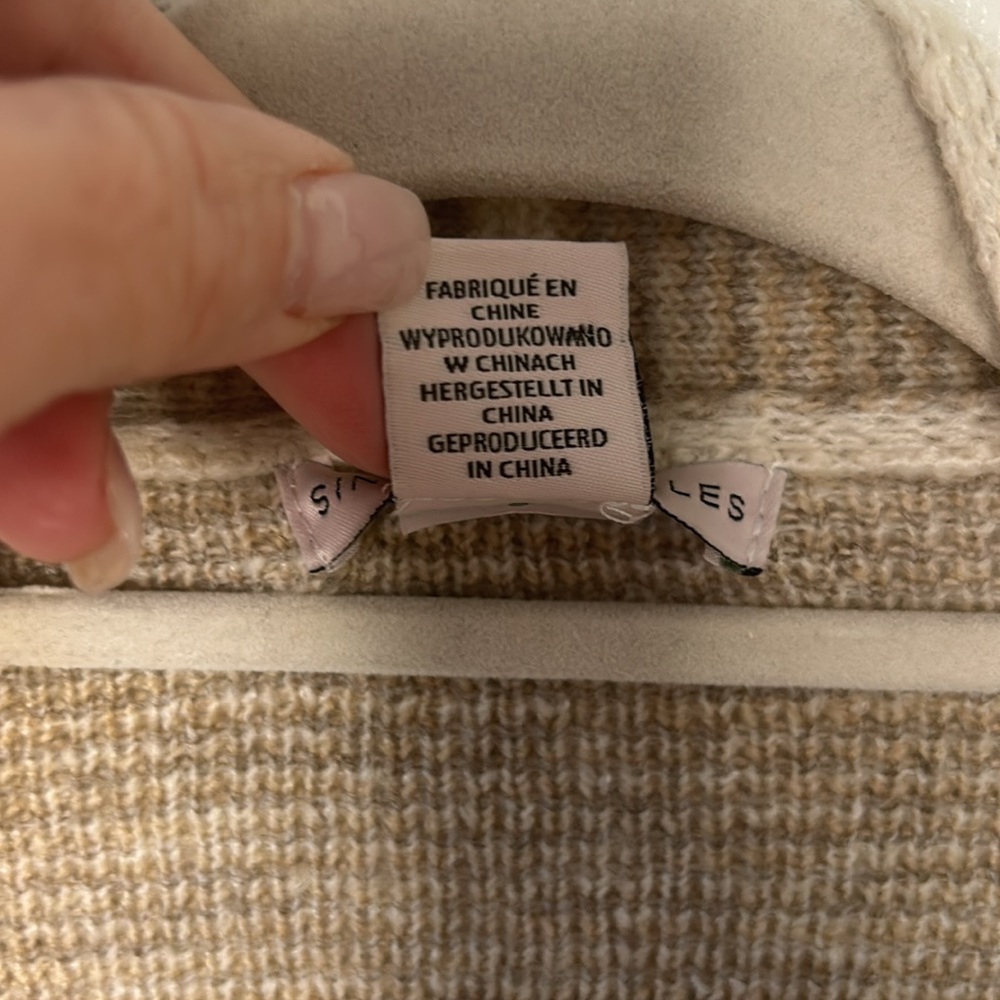 FABRIQUÉ EN
CHINE
WYPRODUKOWANO
W CHINACH
HERGESTELLT IN
CHINA
GEPRODUCEERD
IN CHINA